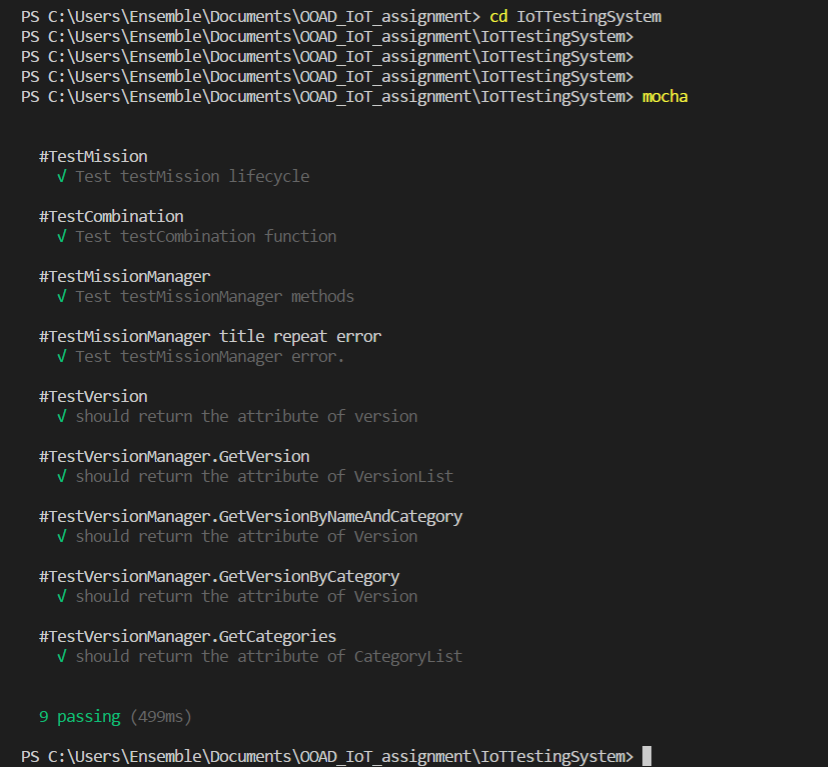 PS C:\Users\Ensemble\Documents\OOAD_IoT_assignment> cd IoTTestingSystem
PS C:\Users\Ensemble\Documents\OOAD_IoT_assignment\IoTTestingSystem>
PS C:\Users\Ensemble\Documents\OOAD_IoT_assignment\IoTTestingSystem>
PS C:\Users\Ensemble\Documents\OOAD_IoT_assignment\IoTTestingSystem>
PS C:\Users\Ensemble\Documents\OOAD_IoT_assignment\IoTTestingSystem> mocha
#TestMission
√ Test testMission lifecycle
#TestCombination
√ Test testCombination function
#TestMissionManager
√ Test testMissionManager methods
#TestMissionManager title repeat error
√ Test testMissionManager error.
#TestVersion
√ should return the attribute of version
#TestVersionManager.GetVersion
√ should return the attribute of VersionList
#TestVersionManager.GetVersionByNameAndCategory
√ should return the attribute of Version
#TestVersionManager.GetVersionByCategory
√ should return the attribute of Version
#TestVersionManager.GetCategories
√ should return the attribute of CategoryList
9 passing (499ms)
PS C:\Users\Ensemble\Documents\OOAD_IoT_assignment\IoTTestingSystem>